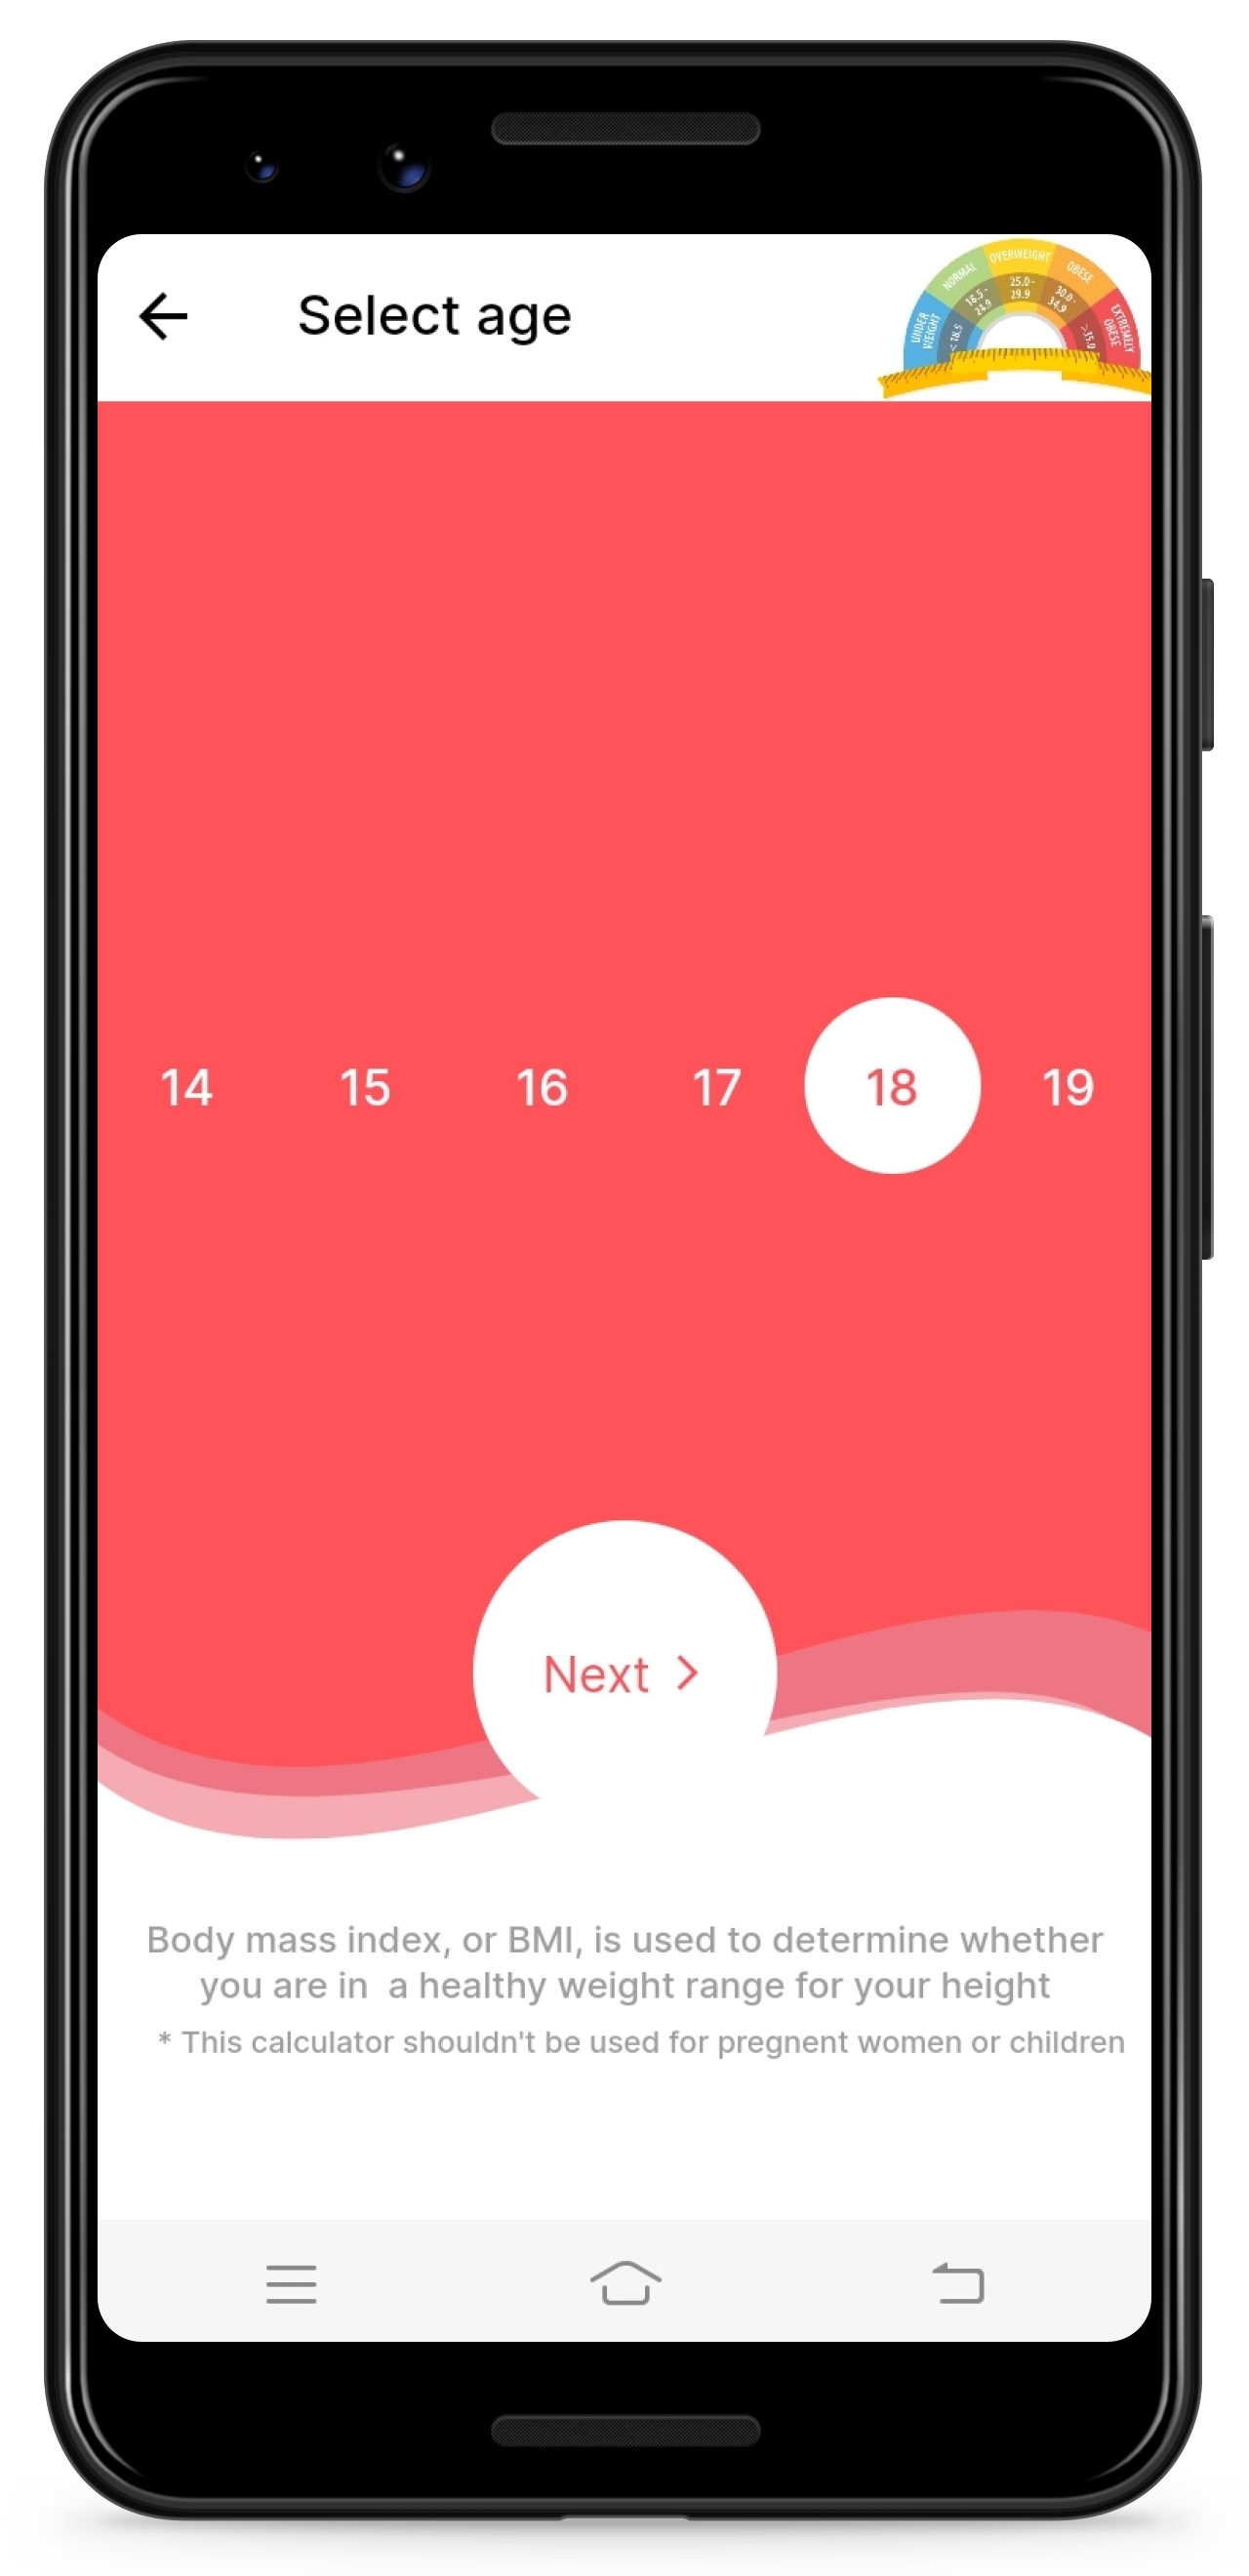 Select age
UNDER
WEIGHT
NORMAL
OVERWEIGHT
OBESE
EXTREMELY
OBESE
< 18.5
18.5 -
24.9
25.0 -
29.9
30.0 -
34.9
>35.0
14 15 16 17 18 19
Next >
Body mass index, or BMI, is used to determine whether
you are in  a healthy weight range for your height
* This calculator shouldn't be used for pregnent women or children